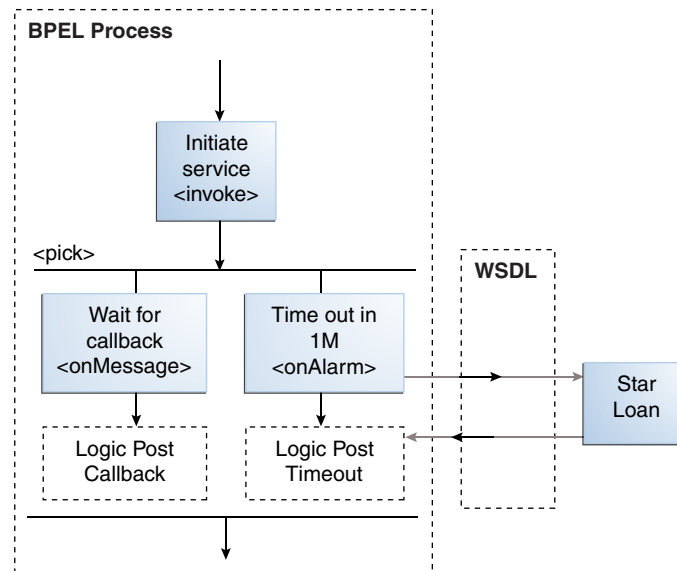 BPEL Process
Initiate
service
<invoke>
<pick>
WSDL
Wait for
callback
<onMessage>
Time out in
1M
<onAlarm>
Star
Loan
Logic Post
Callback
Logic Post
Timeout